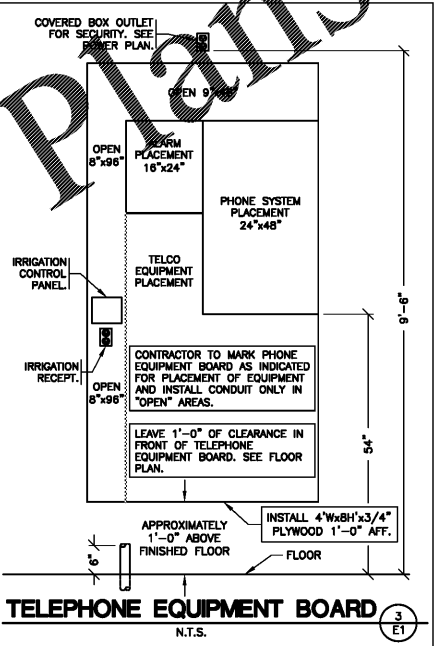 COVERED BOX OUTLET
FOR SECURITY. SEE
POWER PLAN.
Plans
OPEN
OPEN
8"x96"
ALARM
PLACEMENT
16"x24"
PHONE SYSTEM
PLACEMENT
24"x48"
TELCO
EQUIPMENT
PLACEMENT
IRRIGATION
CONTROL
PANEL.
9'-6"
IRRIGATION
RECEPT.
OPEN
8"x96"
CONTRACTOR TO MARK PHONE
EQUIPMENT BOARD AS INDICATED
FOR PLACEMENT OF EQUIPMENT
AND INSTALL CONDUIT ONLY IN
"OPEN" AREAS.
54"
LEAVE 1'-0" OF CLEARANCE IN
FRONT OF TELEPHONE
EQUIPMENT BOARD. SEE FLOOR
PLAN.
INSTALL 4'Wx8H'x3/4"
PLYWOOD 1'-0" AFF.
APPROXIMATELY
1'-0" ABOVE
FINISHED FLOOR
6"
FLOOR
TELEPHONE EQUIPMENT BOARD
3
E1
N.T.S.